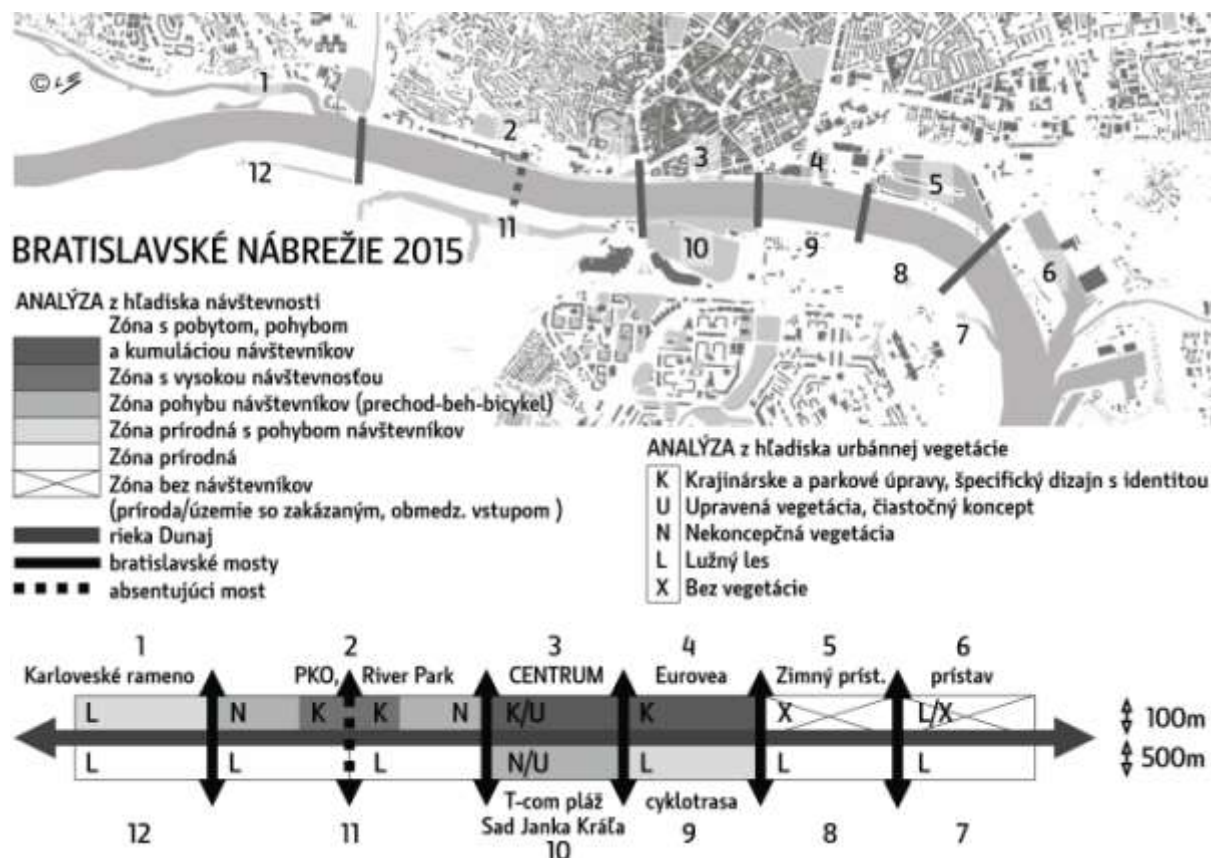 ©
1
2
3
4
5
6
7
8
9
10
11
12
BRATISLAVSKÉ NÁBREŽIE 2015
ANALÝZA z hľadiska návštevnosti
Zóna s pobytom, pohybom
a kumuláciou návštevníkov
Zóna s vysokou návštevnosťou
Zóna pohybu návštevníkov (prechod-beh-bicykel)
Zóna prírodná s pohybom návštevníkov
Zóna prírodná
Zóna bez návštevníkov
(príroda/územie so zakázaným, obmedz. vstupom )
rieka Dunaj
bratislavské mosty
absentujúci most
ANALÝZA z hľadiska urbánnej vegetácie
K Krajinárske a parkové úpravy, špecifický dizajn s identitou
U Upravená vegetácia, čiastočný koncept
N Nekoncepčná vegetácia
L Lužný les
X Bez vegetácie
1 2 3 4 5 6
Karloveské rameno PKO, River Park CENTRUM Eurovea Zimný príst. prístav
L N K K N K/U K X L/X 100m
L L L N/U L L L 500m
T-com pláž cyklotrasa
Sad Janka Kráľa
12 11 10 9 8 7